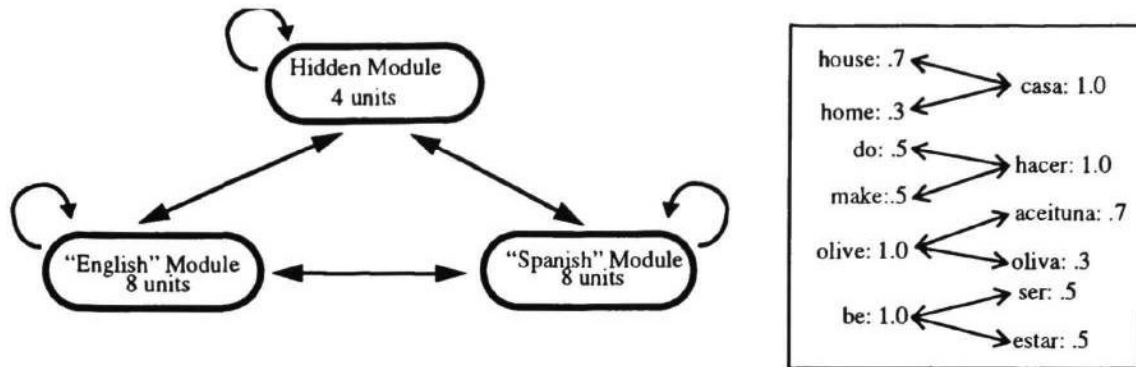 Hidden Module
4 units
“English” Module
8 units
“Spanish” Module
8 units
house: .7
casa: 1.0
home: .3
do: .5
hacer: 1.0
make:.5
aceituna: .7
olive: 1.0
oliva: .3
ser: .5
be: 1.0
estar: .5